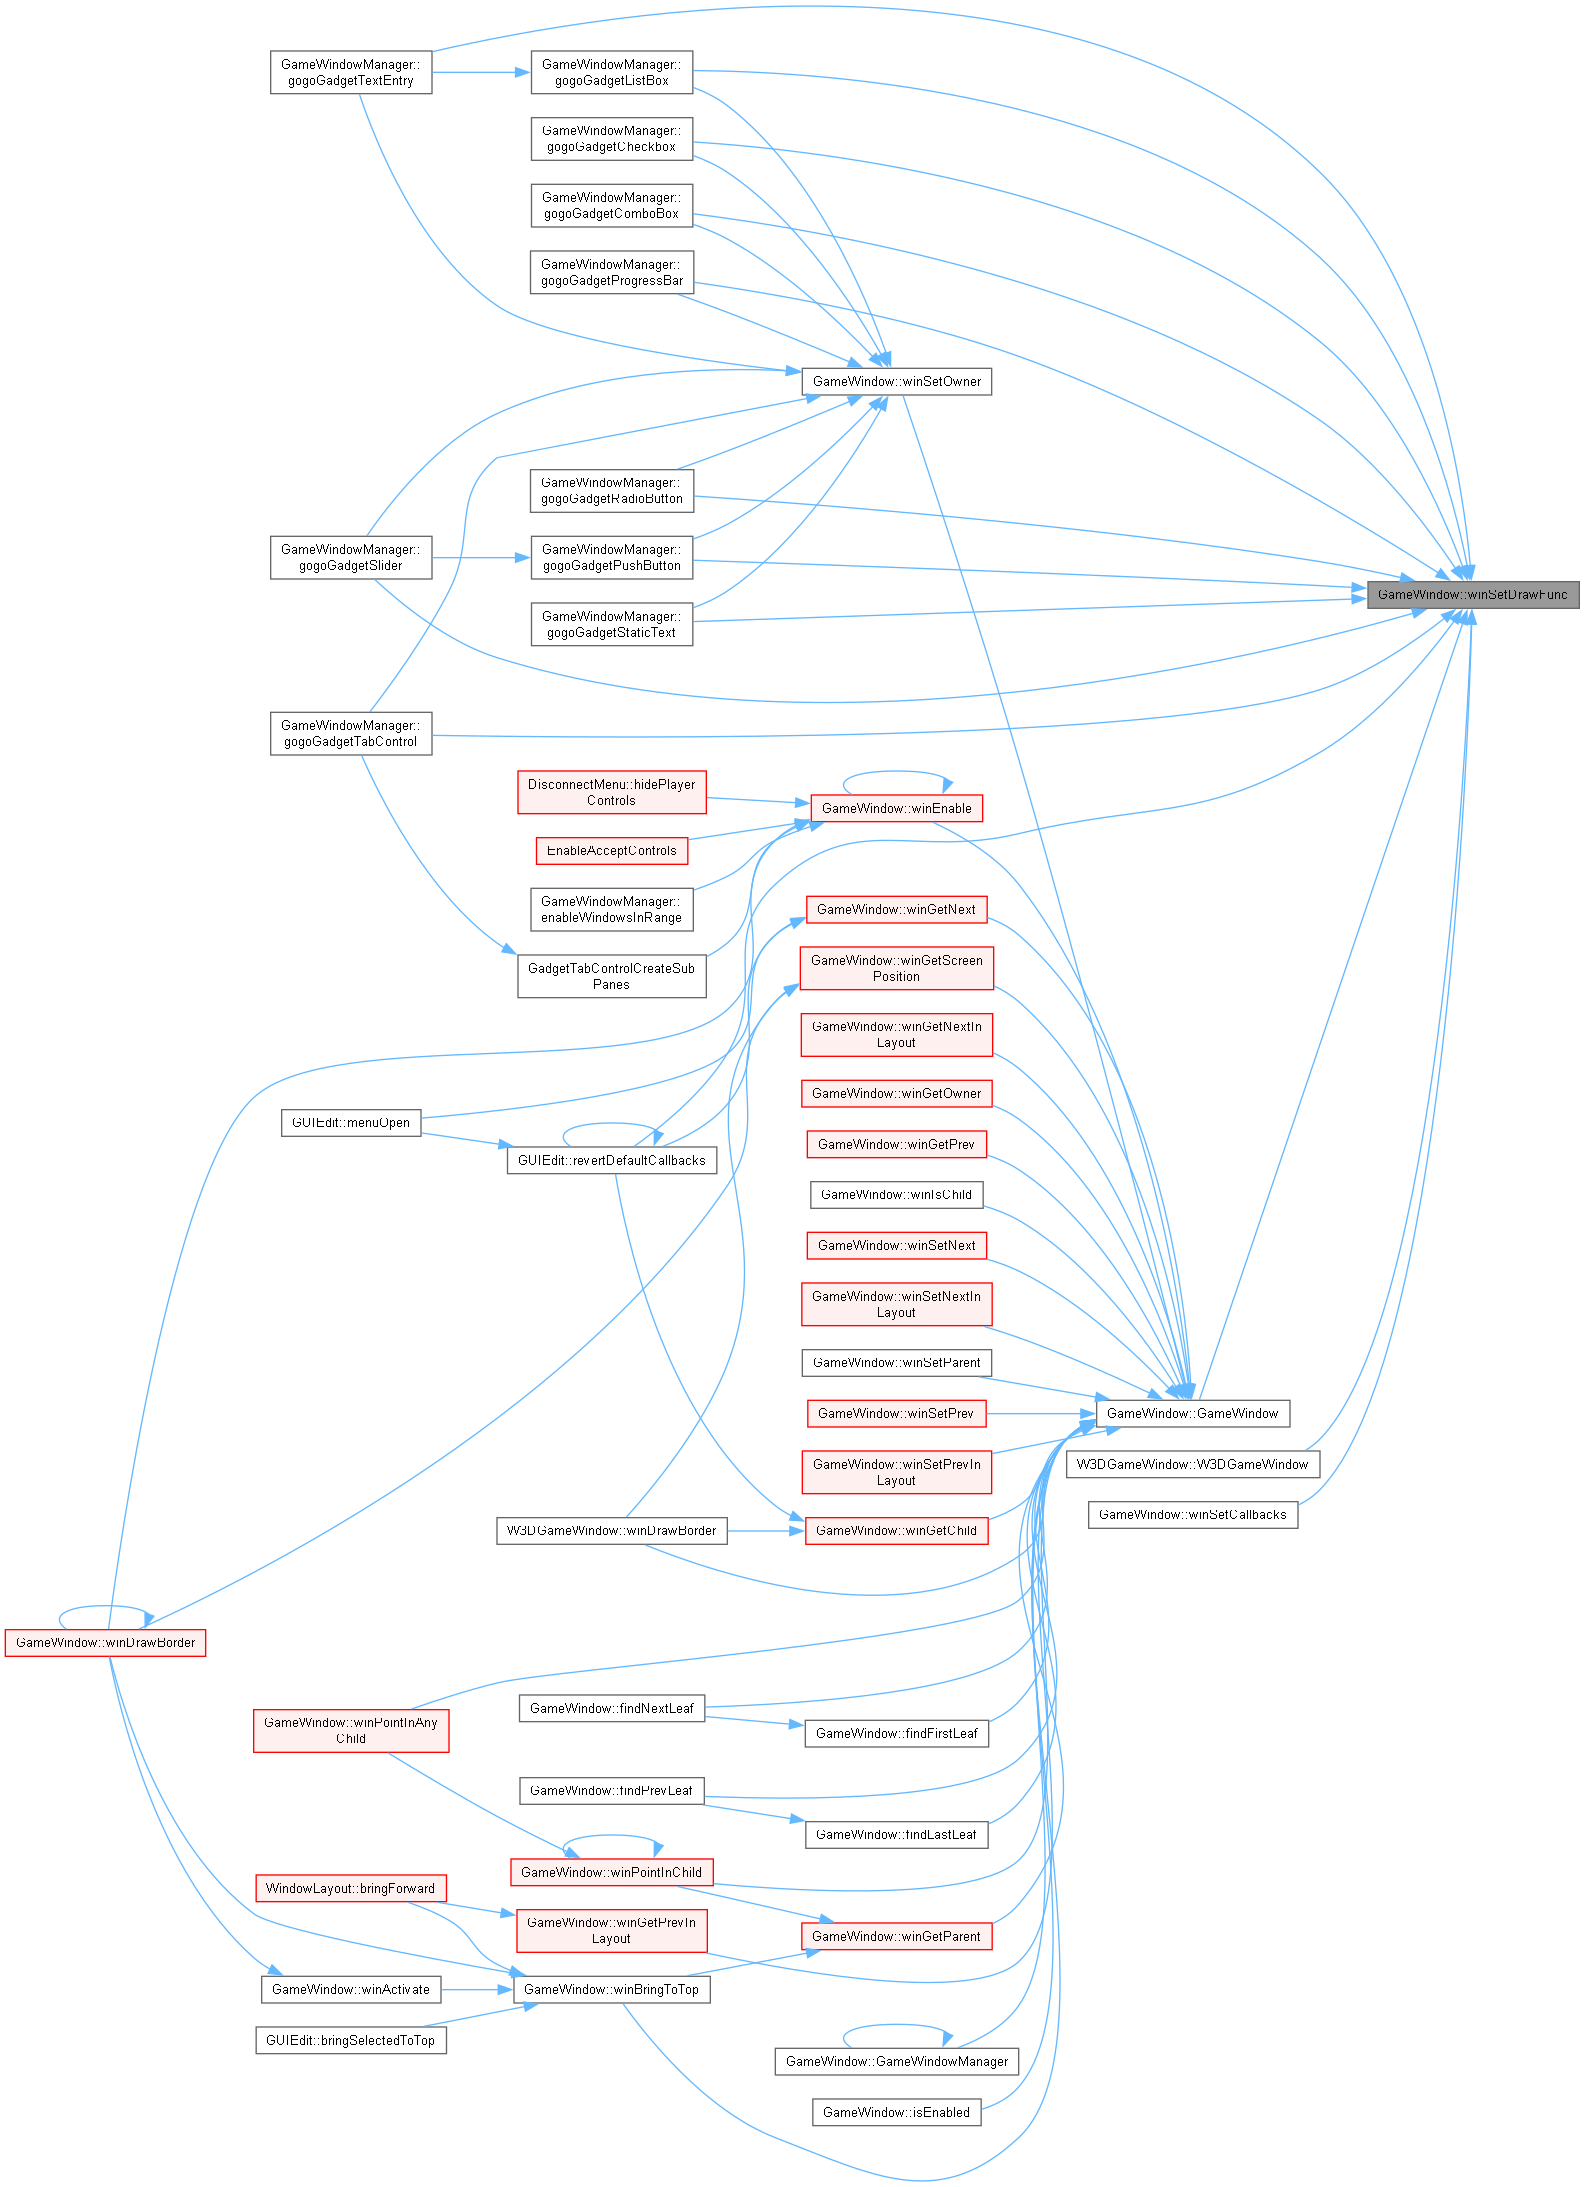 GameWindowManager::
gogoGadgetTextEntry
GameWindowManager::
gogoGadgetListBox
GameWindowManager::
gogoGadgetCheckbox
GameWindowManager::
gogoGadgetComboBox
GameWindowManager::
gogoGadgetProgressBar
GameWindow::winSetOwner
GameWindowManager::
gogoGadgetRadioButton
GameWindowManager::
gogoGadgetSlider
GameWindowManager::
gogoGadgetPushButton
GameWindow::winSetDrawFunc
GameWindowManager::
gogoGadgetStaticText
GameWindowManager::
gogoGadgetTabControl
DisconnectMenu::hidePlayer
Controls
GameWindow::winEnable
EnableAcceptControls
GameWindowManager::
enableWindowsInRange
GameWindow::winGetNext
GadgetTabControlCreateSub
Panes
GameWindow::winGetScreen
Position
GameWindow::winGetNextIn
Layout
GameWindow::winGetOwner
GUIEdit::menuOpen
GameWindow::winGetPrev
GUIEdit::revertDefaultCallbacks
GameWindow::winIsChild
GameWindow::winSetNext
GameWindow::winSetNextIn
Layout
GameWindow::winSetParent
GameWindow::winSetPrev
GameWindow::GameWindow
GameWindow::winSetPrevIn
Layout
W3DGameWindow::W3DGameWindow
GameWindow::winSetCallbacks
W3DGameWindow::winDrawBorder
GameWindow::winGetChild
GameWindow::winDrawBorder
GameWindow::winPointInAny
Child
GameWindow::findNextLeaf
GameWindow::findFirstLeaf
GameWindow::findPrevLeaf
GameWindow::findLastLeaf
GameWindow::winPointInChild
WindowLayout::bringForward
GameWindow::winGetPrevIn
Layout
GameWindow::winGetParent
GameWindow::winActivate
GameWindow::winBringToTop
GUIEdit::bringSelectedToTop
GameWindow::GameWindowManager
GameWindow::isEnabled